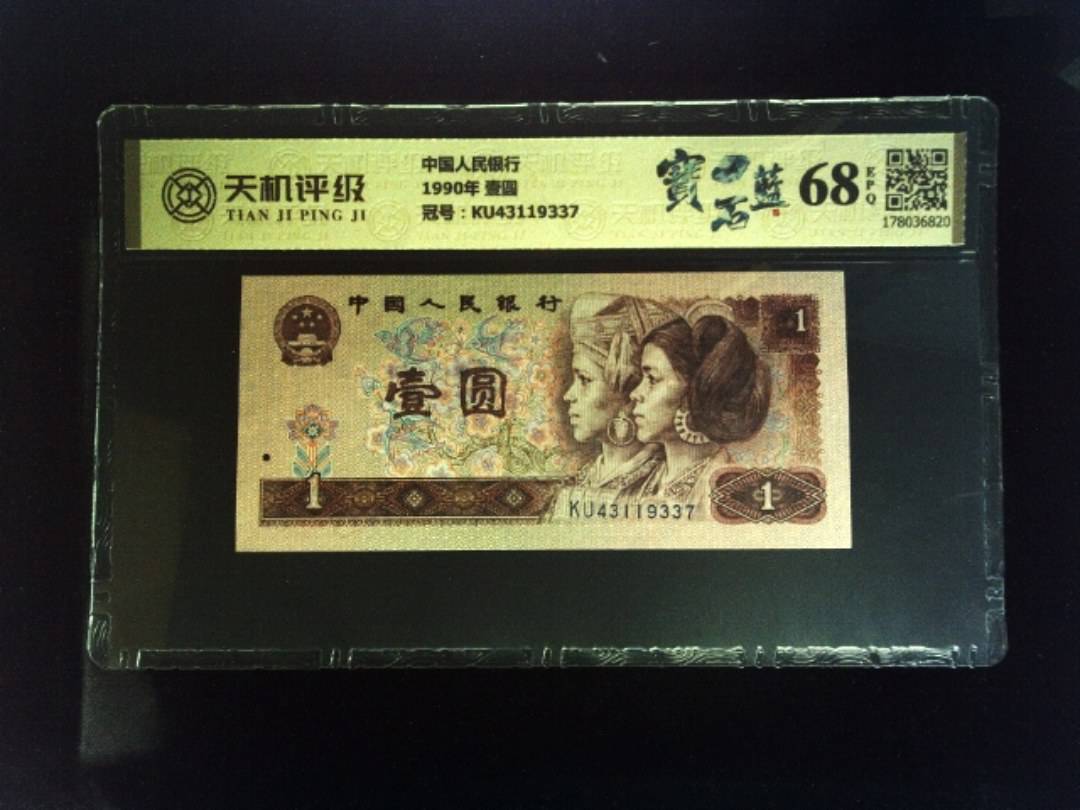 天机评级
TIAN JI PING JI
中国人民银行
1990年 壹圆
冠号：KU43119337
寶石藍
68
EPQ
178036820
中國人民銀行
1
壹圆
1
KU43119337
1